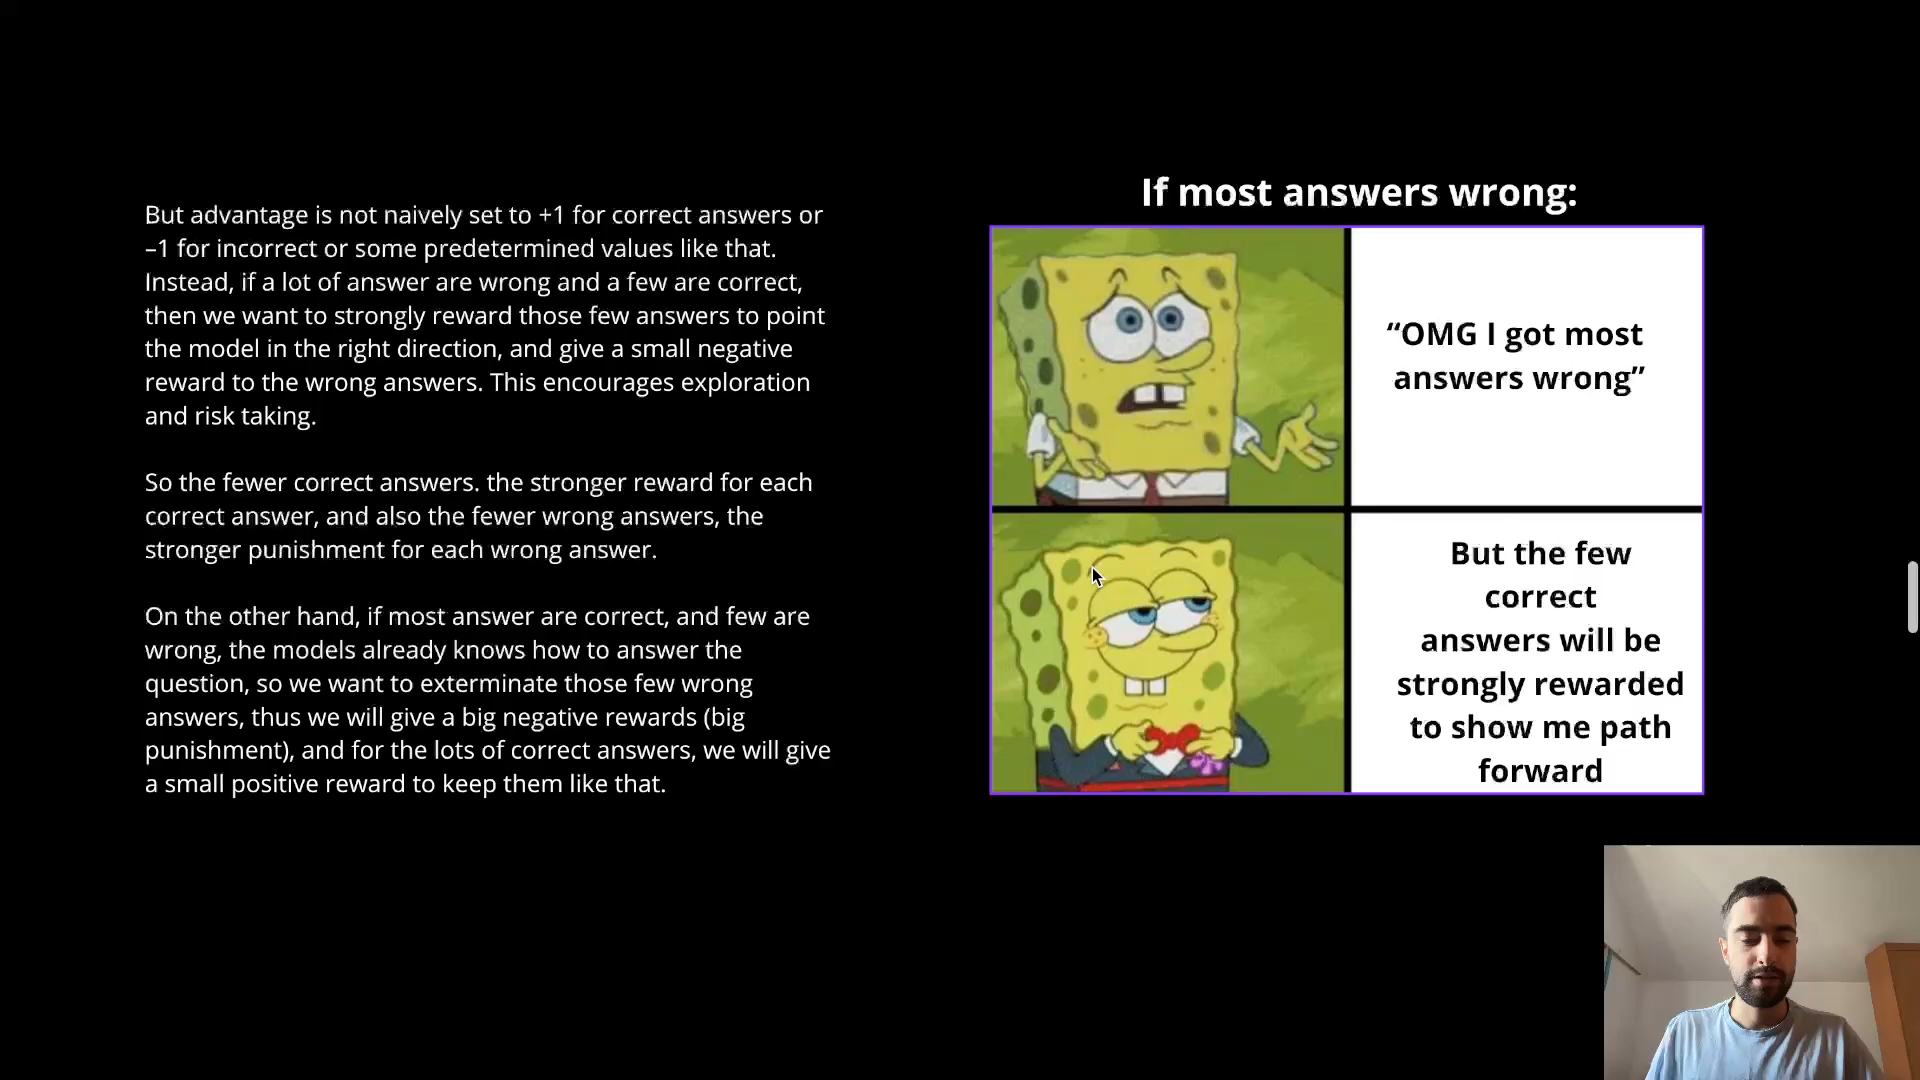 But advantage is not naively set to +1 for correct answers or
–1 for incorrect or some predetermined values like that.
Instead, if a lot of answer are wrong and a few are correct,
then we want to strongly reward those few answers to point
the model in the right direction, and give a small negative
reward to the wrong answers. This encourages exploration
and risk taking.
So the fewer correct answers. the stronger reward for each
correct answer, and also the fewer wrong answers, the
stronger punishment for each wrong answer.
On the other hand, if most answer are correct, and few are
wrong, the models already knows how to answer the
question, so we want to exterminate those few wrong
answers, thus we will give a big negative rewards (big
punishment), and for the lots of correct answers, we will give
a small positive reward to keep them like that.
If most answers wrong:
“OMG I got most
answers wrong”
But the few
correct
answers will be
strongly rewarded
to show me path
forward